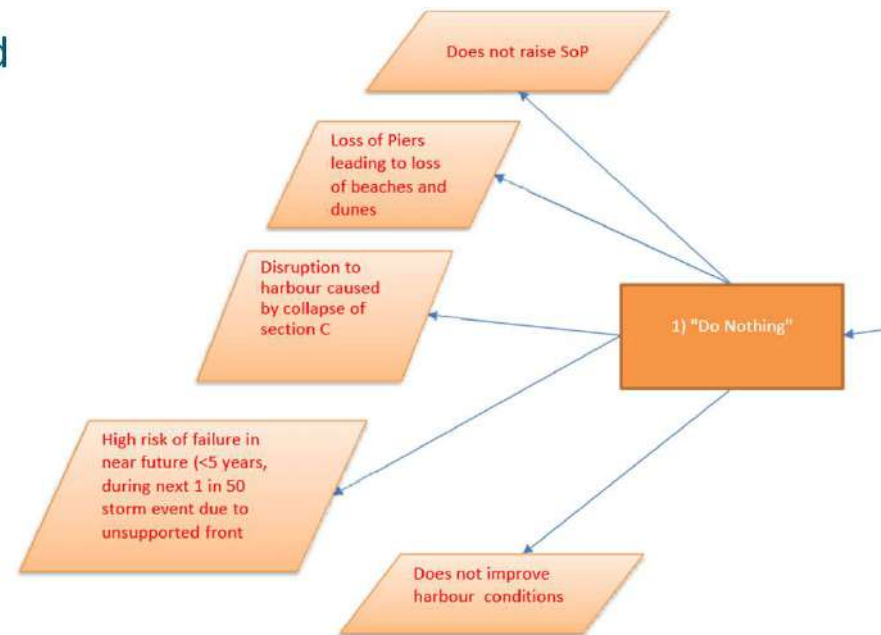 d
Does not raise SoP
Loss of Piers
leading to loss
of beaches and
dunes
Disruption to
harbour caused
by collapse of
section C
1) "Do Nothing"
High risk of failure in
near future (<5 years,
during next 1 in 50
storm event due to
unsupported front
Does not improve
harbour conditions